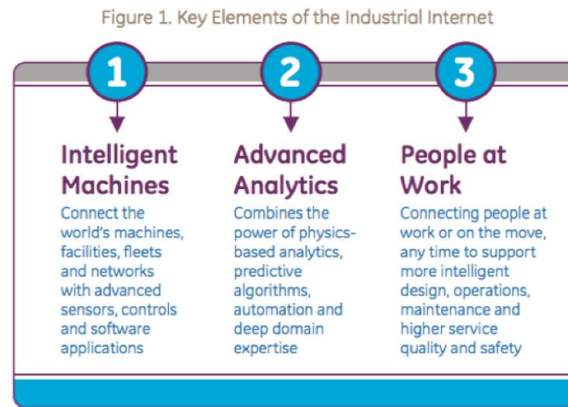 Figure 1. Key Elements of the Industrial Internet
1
2
3
Intelligent
Machines
Connect the
world's machines,
facilities, fleets
and networks
with advanced
sensors, controls
and software
applications
Advanced
Analytics
Combines the
power of physics-
based analytics,
predictive
algorithms,
automation and
deep domain
expertise
People at
Work
Connecting people at
work or on the move,
any time to support
more intelligent
design, operations,
maintenance and
higher service
quality and safety